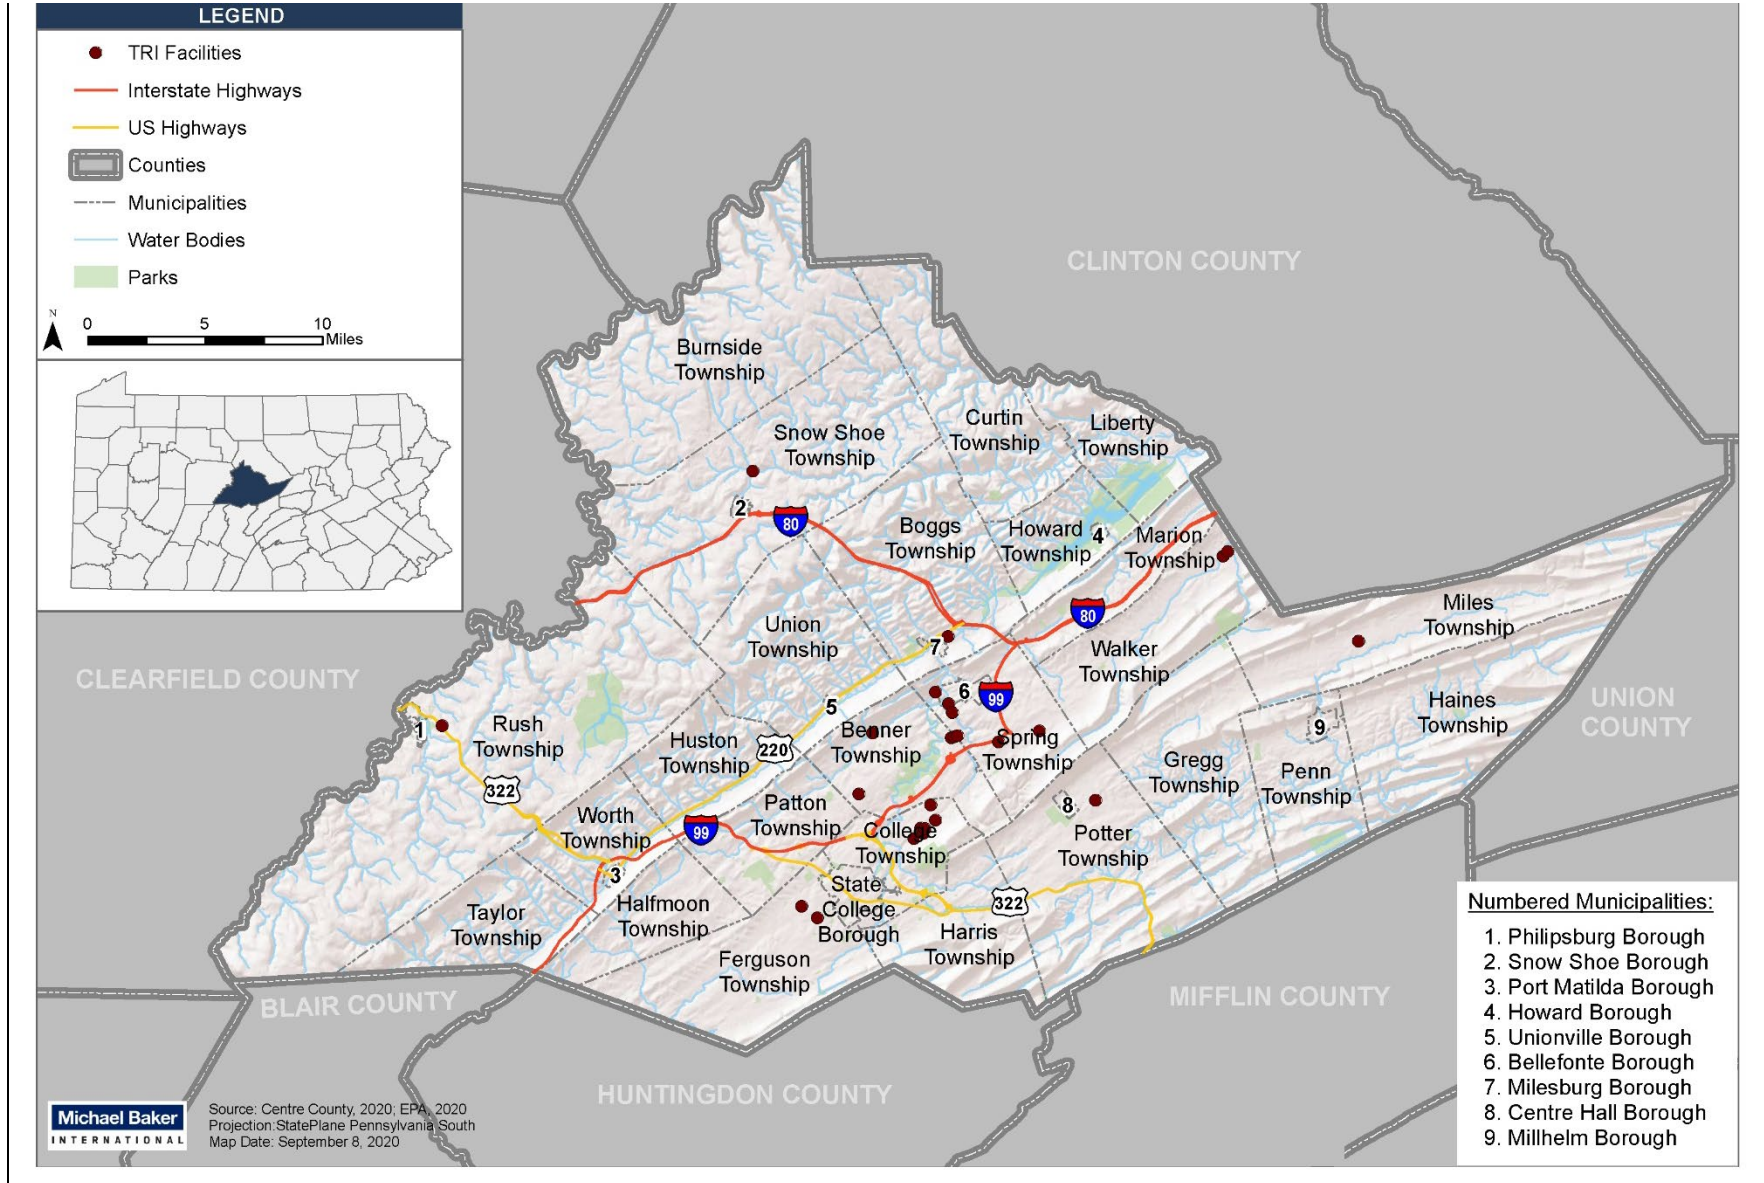 LEGEND
TRI Facilities
Interstate Highways
US Highways
Counties
Municipalities
Water Bodies
Parks
N
0 5 10
Miles
CLINTON COUNTY
CLEARFIELD COUNTY
UNION
COUNTY
BLAIR COUNTY
MIFFLIN COUNTY
HUNTINGDON COUNTY
Burnside
Township
Snow Shoe
Township
Curtin
Township
Liberty
Township
2
80
Boggs
Township
Howard
Township
4
Marion
Township
80
Union
Township
7
Walker
Township
Miles
Township
6
99
5
Haines
Township
1
Rush
Township
Huston
Township
220
Benner
Township
Spring
Township
9
Gregg
Township
Penn
Township
322
Worth
Township
99
Patton
Township
8
College
Township
Potter
Township
3
State
College
Borough
322
Taylor
Township
Halfmoon
Township
Harris
Township
Ferguson
Township
Numbered Municipalities:
1. Philipsburg Borough
2. Snow Shoe Borough
3. Port Matilda Borough
4. Howard Borough
5. Unionville Borough
6. Bellefonte Borough
7. Milesburg Borough
8. Centre Hall Borough
9. Millhelm Borough
Michael Baker
INTERNATIONAL
Source: Centre County, 2020; EPA, 2020
Projection:StatePlane Pennsylvania South
Map Date: September 8, 2020